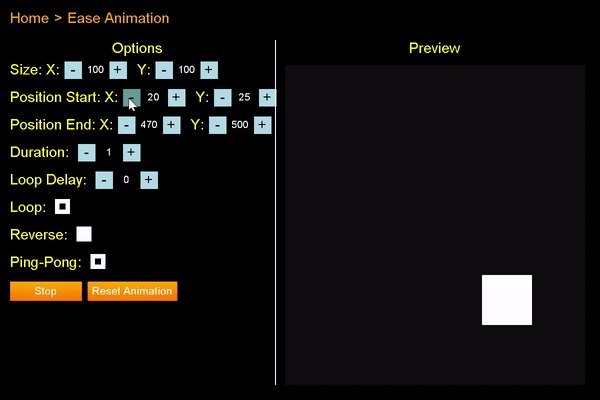 Home > Ease Animation
Options
Size: X: - 100 + Y: - 100 +
Position Start: X: - 20 + Y: - 25 +
Position End: X: - 470 + Y: - 500 +
Duration: - 1 +
Loop Delay: - 0 +
Loop:
Reverse:
Ping-Pong:
Stop Reset Animation
Preview